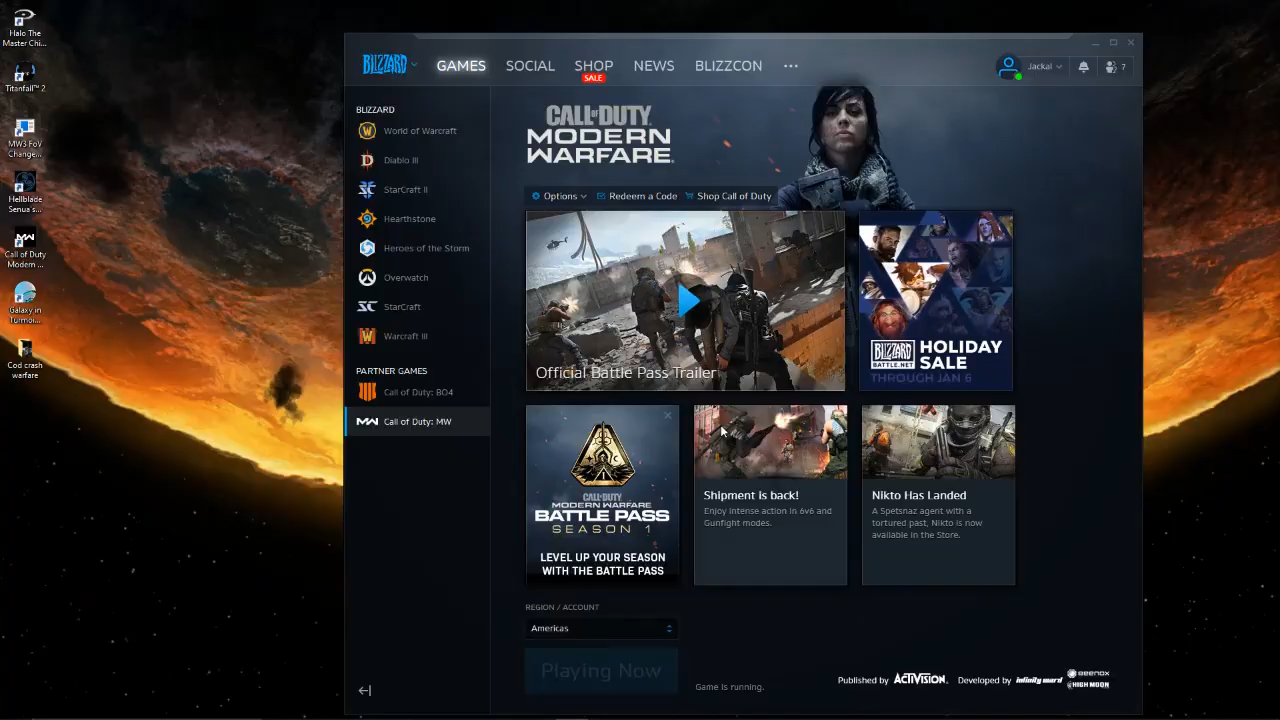 Halo The
Master Chi...
Titanfall™ 2
MW3 FoV
Change...
Hellblade
Senua's...
Call of Duty
Modern ...
Galaxy in
Turmoi...
Cod crash
warfare
BLIZZARD
GAMES
SOCIAL
SHOP
SALE
NEWS
BLIZZCON
Jackal
7
BLIZZARD
World of Warcraft
Diablo III
StarCraft II
Hearthstone
Heroes of the Storm
Overwatch
StarCraft
Warcraft III
PARTNER GAMES
Call of Duty: BO4
Call of Duty: MW
CALL OF DUTY
MODERN
WARFARE.
Options
Redeem a Code
Shop Call of Duty
Official Battle Pass Trailer
BLIZZARD
BATTLE.NET
HOLIDAY
SALE
THROUGH JAN 6
CALL OF DUTY
MODERN WARFARE
BATTLE PASS
SEASON 1
LEVEL UP YOUR SEASON
WITH THE BATTLE PASS
Shipment is back!
Enjoy intense action in 6v6 and
Gunfight modes.
Nikto Has Landed
A Spetsnaz agent with a
tortured past, Nikto is now
available in the Store.
REGION / ACCOUNT
Americas
Playing Now
Game is running.
Published by ACTIVISION.
Developed by infinity ward
BEENOX
HIGH MOON